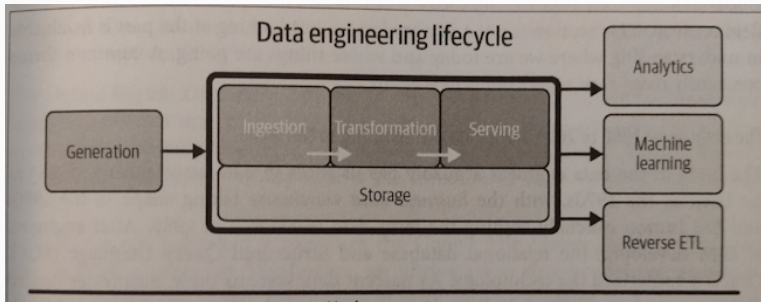 Data engineering lifecycle
Generation
Ingestion
Transformation
Serving
Storage
Analytics
Machine
learning
Reverse ETL